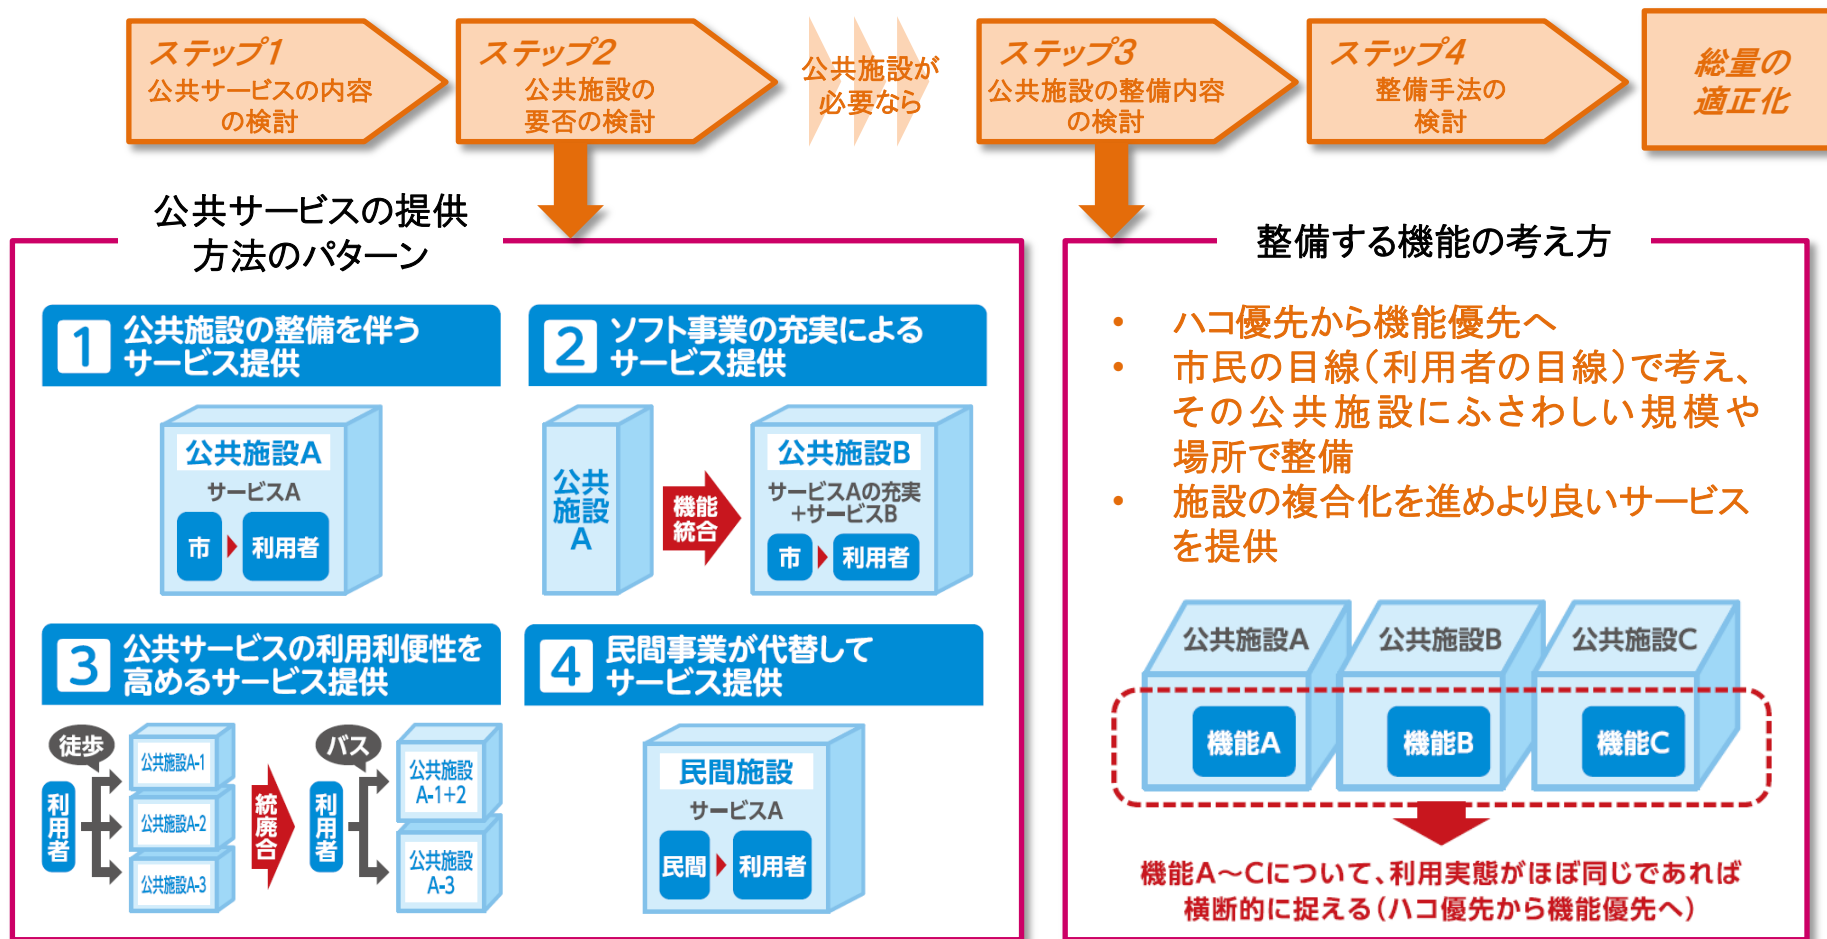 ステップ1
公共サービスの内容
の検討
ステップ2
公共施設の
要否の検討
公共施設が
必要なら
ステップ3
公共施設の整備内容
の検討
ステップ4
整備手法の
検討
総量の
適正化
公共サービスの提供
方法のパターン
1 公共施設の整備を伴う
サービス提供
公共施設A
サービスA
市 利用者
2 ソフト事業の充実による
サービス提供
公共
施設
A
機能
統合
公共施設B
サービスAの充実
+サービスB
市 利用者
3 公共サービスの利用利便性を
高めるサービス提供
徒歩
利用者
公共施設A-1
公共施設A-2
公共施設A-3
統廃合
バス
利用者
公共施設
A-1+2
公共施設
A-3
4 民間事業が代替して
サービス提供
民間施設
サービスA
民間 利用者
整備する機能の考え方
• ハコ優先から機能優先へ
• 市民の目線(利用者の目線)で考え、
その公共施設にふさわしい規模や
場所で整備
• 施設の複合化を進めより良いサービス
を提供
公共施設A 公共施設B 公共施設C
機能A 機能B 機能C
機能A～Cについて、利用実態がほぼ同じであれば
横断的に捉える(ハコ優先から機能優先へ)